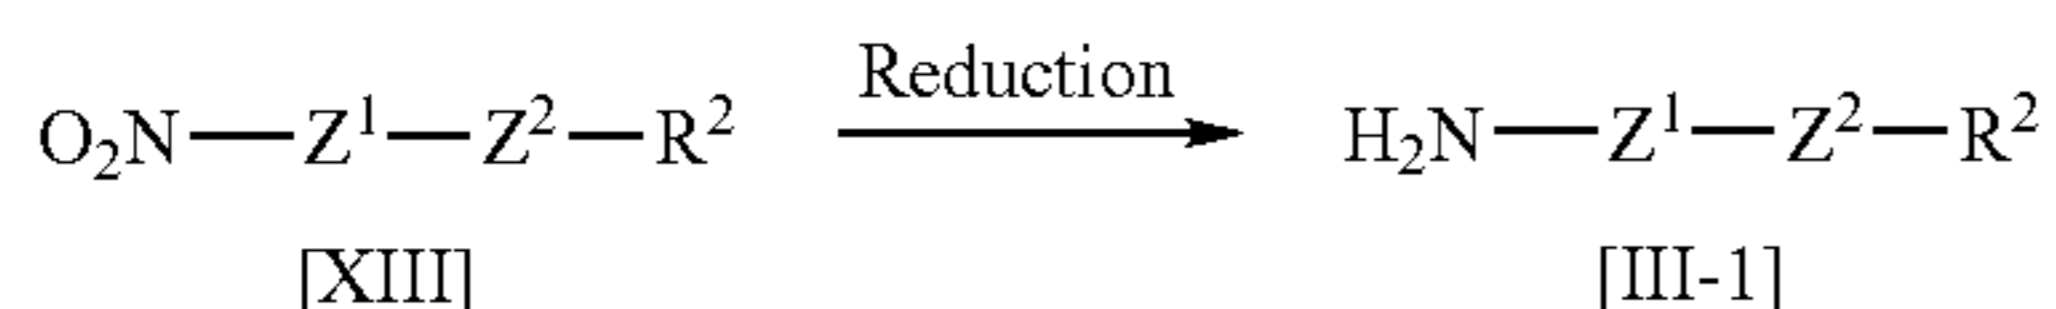 Reduction
O₂N—Z¹—Z²—R² H₂N—Z¹—Z²—R²
[XIII] [III-1]